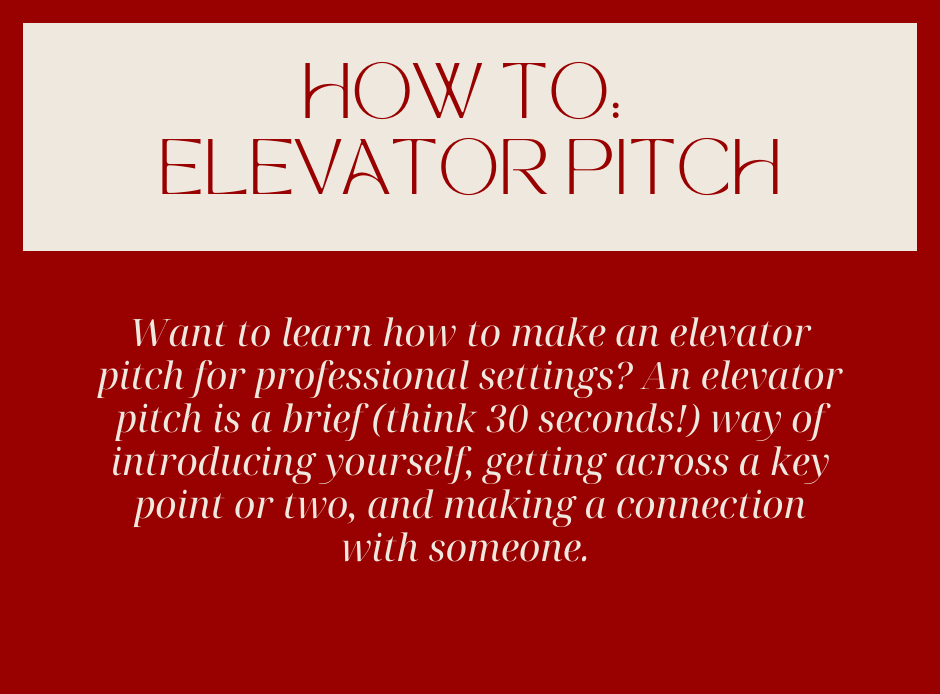 HOW TO:
ELEVATOR PITCH
Want to learn how to make an elevator
pitch for professional settings? An elevator
pitch is a brief (think 30 seconds!) way of
introducing yourself, getting across a key
point or two, and making a connection
with someone.